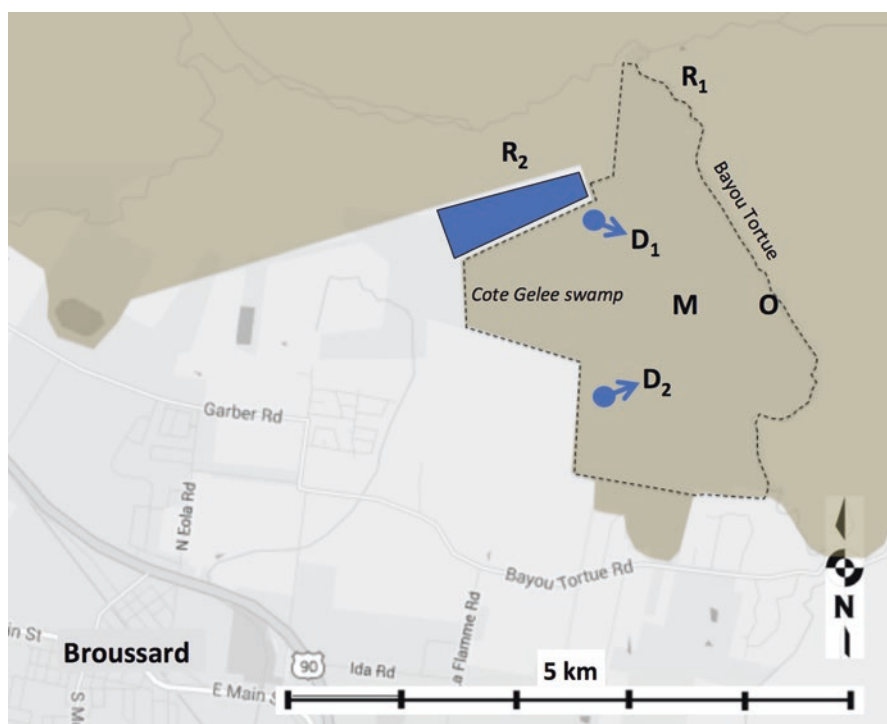 R1
R2
Bayou Tortue
D1
Cote Gelee swamp
M
O
D2
Garber Rd
N Eola Rd
Bayou Tortue Rd
N
La Flamme Rd
in St
Broussard
90
Ida Rd
5 km
E Main S
S M